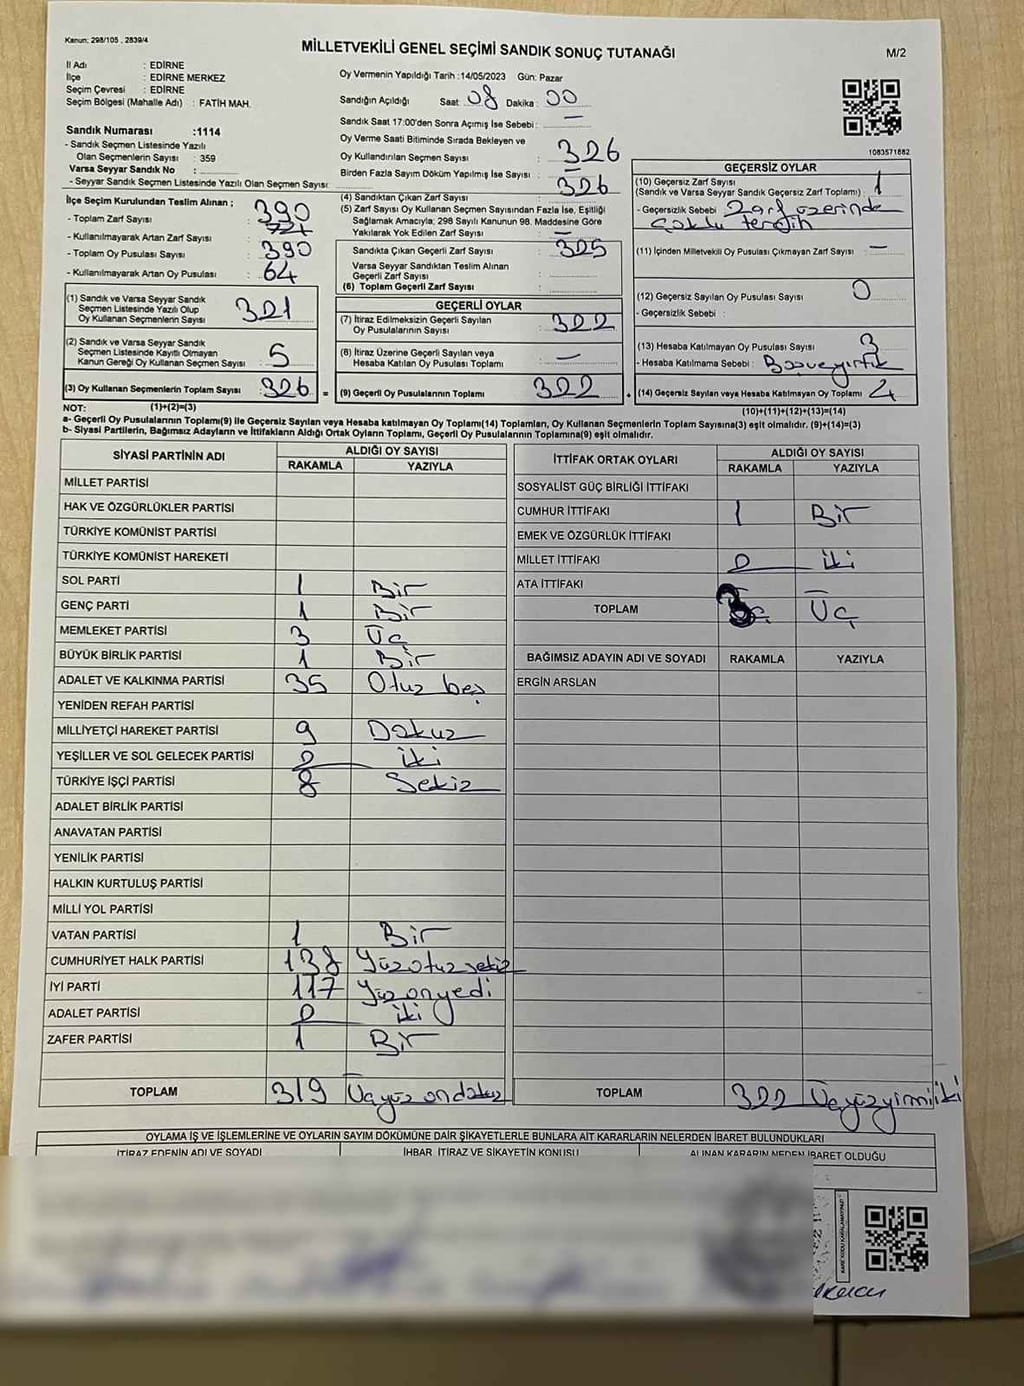 Kanun: 298/105 , 2839/4
MİLLETVEKİLİ GENEL SEÇİMİ SANDIK SONUÇ TUTANAĞI
M/2
İl Adı : EDİRNE
İlçe : EDİRNE MERKEZ
Seçim Çevresi : EDİRNE
Seçim Bölgesi (Mahalle Adı) : FATİH MAH.
Sandık Numarası :1114
- Sandık Seçmen Listesinde Yazılı
Olan Seçmenlerin Sayısı : 359
Varsa Seyyar Sandık No :
- Seyyar Sandık Seçmen Listesinde Yazılı Olan Seçmen Sayısı:
İlçe Seçim Kurulundan Teslim Alınan ;
- Toplam Zarf Sayısı : 390
- Kullanılmayarak Artan Zarf Sayısı :
- Toplam Oy Pusulası Sayısı : 390
- Kullanılmayarak Artan Oy Pusulası : 64
(1) Sandık ve Varsa Seyyar Sandık
Seçmen Listesinde Yazılı Olup
Oy Kullanan Seçmenlerin Sayısı 321
(2) Sandık ve Varsa Seyyar Sandık
Seçmen Listesinde Kayıtlı Olmayan
Kanun Gereği Oy Kullanan Seçmen Sayısı 5
(3) Oy Kullanan Seçmenlerin Toplam Sayısı 326 =
(1)+(2)=(3)
Oy Vermenin Yapıldığı Tarih :14/05/2023 Gün: Pazar
Sandığın Açıldığı Saat: 08 Dakika: 00
Sandık Saat 17:00'den Sonra Açımış İse Sebebi : —
Oy Verme Saati Bitiminde Sırada Bekleyen ve
Oy Kullandırılan Seçmen Sayısı : 326
Birden Fazla Sayım Döküm Yapılmış İse Sayısı : —
(4) Sandıktan Çıkan Zarf Sayısı : 326
(5) Zarf Sayısı Oy Kullanan Seçmen Sayısından Fazla İse, Eşitliği
Sağlamak Amacıyla; 298 Sayılı Kanunun 98. Maddesine Göre
Yakılarak Yok Edilen Zarf Sayısı : —
Sandıkta Çıkan Geçerli Zarf Sayısı : 325
Varsa Seyyar Sandıktan Teslim Alınan
Geçerli Zarf Sayısı :
(6) Toplam Geçerli Zarf Sayısı :
GEÇERLİ OYLAR
(7) İtiraz Edilmeksizin Geçerli Sayılan
Oy Pusulalarının Sayısı : 322
(8) İtiraz Üzerine Geçerli Sayılan veya
Hesaba Katılan Oy Pusulası Toplamı : —
(9) Geçerli Oy Pusulalarının Toplamı 322 +
1083571882
GEÇERSİZ OYLAR
(10) Geçersiz Zarf Sayısı
(Sandık ve Varsa Seyyar Sandık Geçersiz Zarf Toplamı) : 1
- Geçersizlik Sebebi : Zarf üzerinde
çoklu tercih
(11) İçinden Milletvekili Oy Pusulası Çıkmayan Zarf Sayısı : —
(12) Geçersiz Sayılan Oy Pusulası Sayısı : 0
- Geçersizlik Sebebi :
(13) Hesaba Katılmayan Oy Pusulası Sayısı : 3
- Hesaba Katılmama Sebebi : Boş ve yırtık
(14) Geçersiz Sayılan veya Hesaba Katılmayan Oy Toplamı 4
(10)+(11)+(12)+(13)=(14)
NOT:
a- Geçerli Oy Pusulalarının Toplamı(9) ile Geçersiz Sayılan veya Hesaba katılmayan Oy Toplamı(14) Toplamları, Oy Kullanan Seçmenlerin Toplam Sayısına(3) eşit olmalıdır. (9)+(14)=(3)
b- Siyasi Partilerin, Bağımsız Adayların ve İttifakların Aldığı Ortak Oyların Toplamı, Geçerli Oy Pusulalarının Toplamına(9) eşit olmalıdır.
SİYASİ PARTİNİN ADI ALDIĞI OY SAYISI
RAKAMLA YAZIYLA
MİLLET PARTİSİ
HAK VE ÖZGÜRLÜKLER PARTİSİ
TÜRKİYE KOMÜNİST PARTİSİ
TÜRKİYE KOMÜNİST HAREKETİ
SOL PARTİ 1 Bir
GENÇ PARTİ 1 Bir
MEMLEKET PARTİSİ 3 Üç
BÜYÜK BİRLİK PARTİSİ 1 Bir
ADALET VE KALKINMA PARTİSİ 35 Otuz beş
YENİDEN REFAH PARTİSİ
MİLLİYETÇİ HAREKET PARTİSİ 9 Dokuz
YEŞİLLER VE SOL GELECEK PARTİSİ 2 iki
TÜRKİYE İŞÇİ PARTİSİ 8 Sekiz
ADALET BİRLİK PARTİSİ
ANAVATAN PARTİSİ
YENİLİK PARTİSİ
HALKIN KURTULUŞ PARTİSİ
MİLLİ YOL PARTİSİ
VATAN PARTİSİ 1 Bir
CUMHURİYET HALK PARTİSİ 138 Yüzotuzsekiz
İYİ PARTİ 117 Yüzonyedi
ADALET PARTİSİ 2 iki
ZAFER PARTİSİ 1 Bir
TOPLAM 319 Üçyüz ondokuz
İTTİFAK ORTAK OYLARI ALDIĞI OY SAYISI
RAKAMLA YAZIYLA
SOSYALİST GÜÇ BİRLİĞİ İTTİFAKI
CUMHUR İTTİFAKI 1 Bir
EMEK VE ÖZGÜRLÜK İTTİFAKI
MİLLET İTTİFAKI 2 iki
ATA İTTİFAKI
TOPLAM Üç
BAĞIMSIZ ADAYIN ADI VE SOYADI RAKAMLA YAZIYLA
ERGİN ARSLAN
TOPLAM 322 Üçyüzyirmiiki
OYLAMA İŞ VE İŞLEMLERİNE VE OYLARIN SAYIM DÖKÜMÜNE DAİR ŞİKAYETLERLE BUNLARA AİT KARARLARIN NELERDEN İBARET BULUNDUKLARI
İTİRAZ EDENİN ADI VE SOYADI İHBAR İTİRAZ VE ŞİKAYETİN KONUSU ALINAN KARARIN NEDEN İBARET OLDUĞU